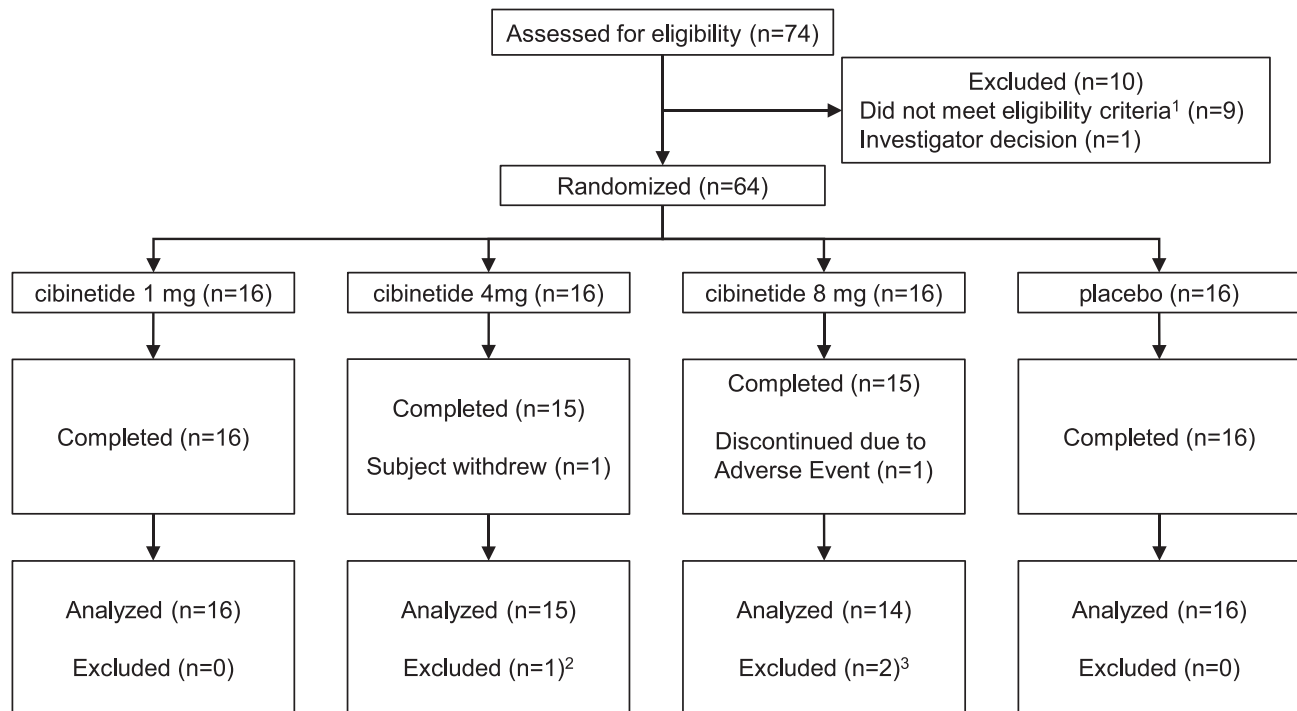 Assessed for eligibility (n=74)
Excluded (n=10)
Did not meet eligibility criteria¹ (n=9)
Investigator decision (n=1)
Randomized (n=64)
cibinetide 1 mg (n=16)
cibinetide 4mg (n=16)
cibinetide 8 mg (n=16)
placebo (n=16)
Completed (n=16)
Completed (n=15)
Subject withdrew (n=1)
Completed (n=15)
Discontinued due to
Adverse Event (n=1)
Completed (n=16)
Analyzed (n=16)
Excluded (n=0)
Analyzed (n=15)
Excluded (n=1)²
Analyzed (n=14)
Excluded (n=2)³
Analyzed (n=16)
Excluded (n=0)